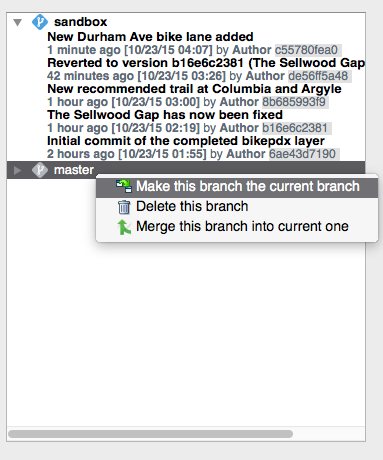 sandbox
New Durham Ave bike lane added
1 minute ago [10/23/15 04:07] by Author c55780fea0
Reverted to version b16e6c2381 (The Sellwood Gap
42 minutes ago [10/23/15 03:26] by Author de56ff5a48
New recommended trail at Columbia and Argyle
1 hour ago [10/23/15 03:00] by Author 8b685993f9
The Sellwood Gap has now been fixed
1 hour ago [10/23/15 02:19] by Author b16e6c2381
Initial commit of the completed bikepdx layer
2 hours ago [10/23/15 01:55] by Author 6ae43d7190
master
Make this branch the current branch
Delete this branch
Merge this branch into current one